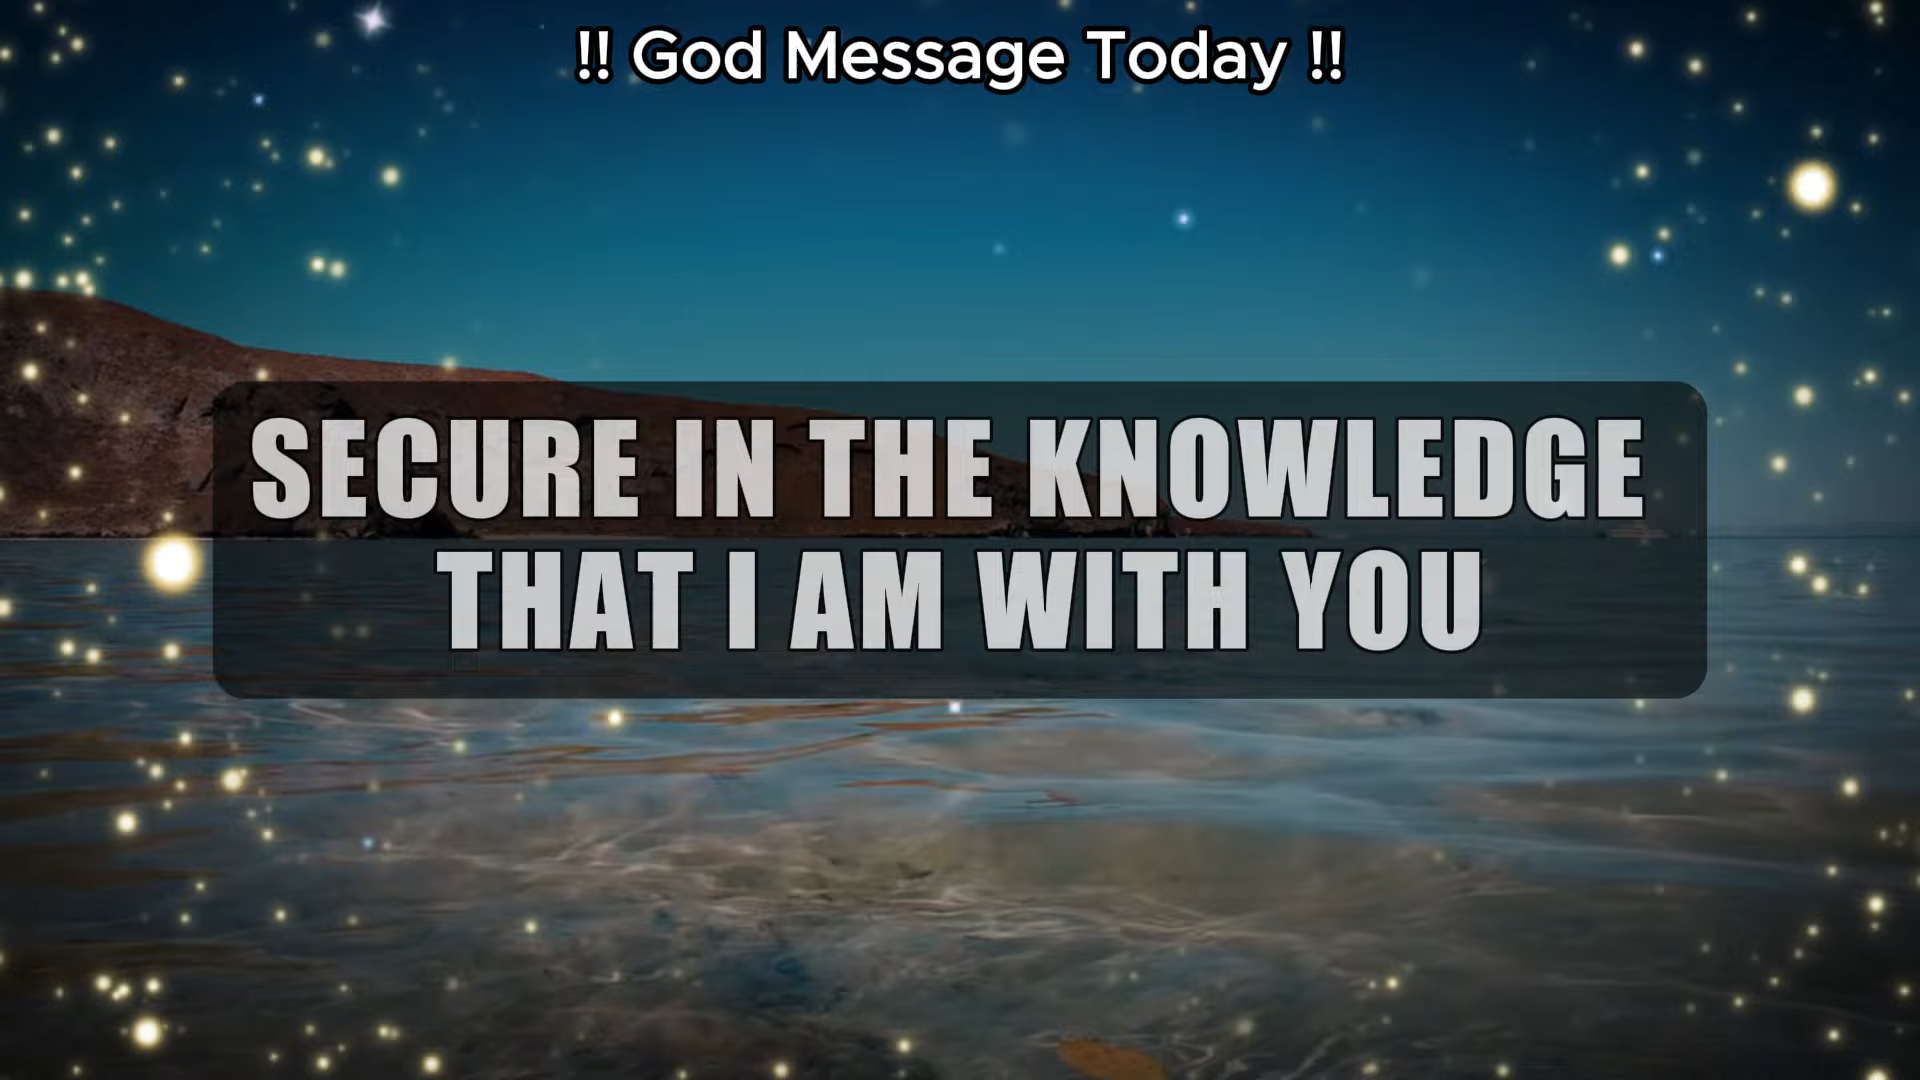 !! God Message Today !!
SECURE IN THE KNOWLEDGE
THAT I AM WITH YOU